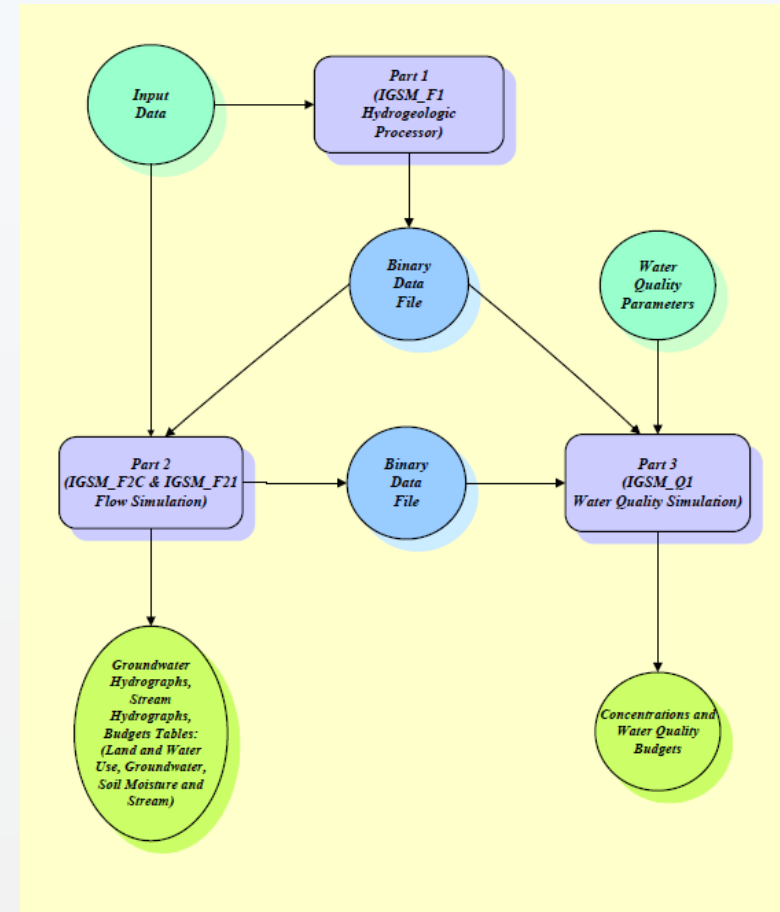 Input
Data
Part 1
(IGSM_F1
Hydrogeologic
Processor)
Binary
Data
File
Water
Quality
Parameters
Part 2
(IGSM_F2C & IGSM_F21
Flow Simulation)
Binary
Data
File
Part 3
(IGSM_Q1
Water Quality Simulation)
Groundwater
Hydrographs,
Stream
Hydrographs,
Budgets Tables:
(Land and Water
Use, Groundwater,
Soil Moisture and
Stream)
Concentrations and
Water Quality
Budgets